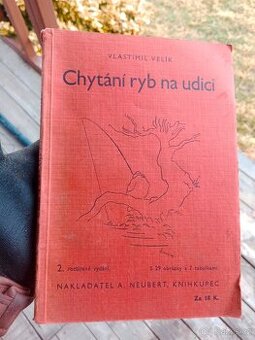 VLASTIMIL VELÍK
Chytání ryb na udici
2. rozšířené vydání.
S 29 obrázky a 7 tabulkami
NAKLADATEL A. NEUBERT, KNIHKUPEC
Za 18 K.